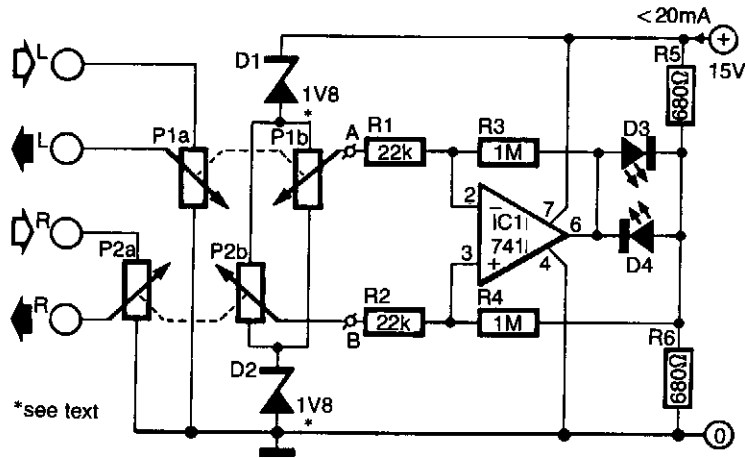 <20mA
L
D1
R5
+
15V
1V8
*
680Ω
L
P1a
P1b
A
R1
R3
D3
22k
1M
2
7
IC1
6
R
P2a
P2b
3
+
741
4
D4
R
B
R2
R4
22k
1M
R6
D2
680Ω
*see text
1V8
*
0